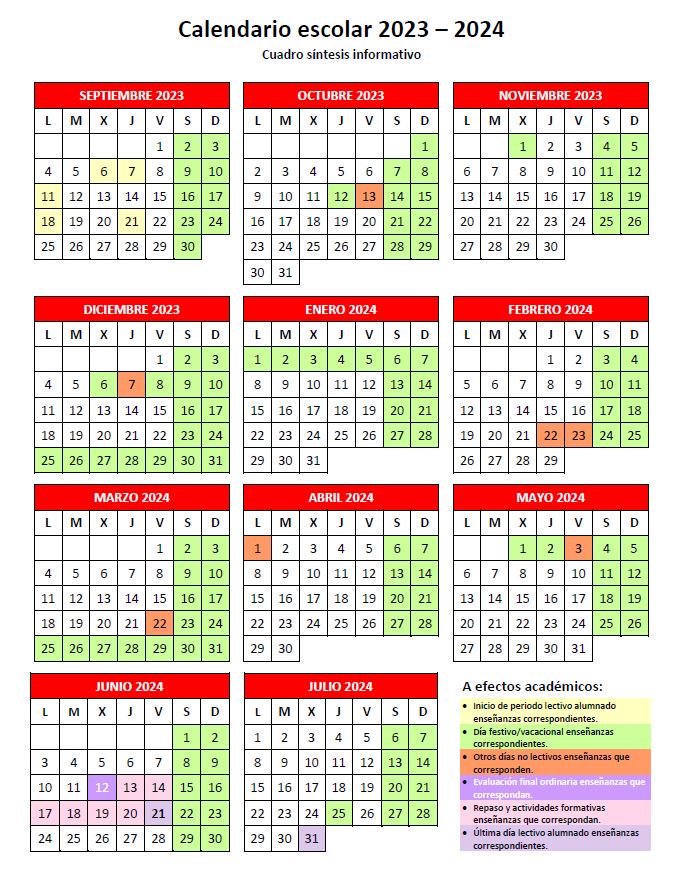 Calendario escolar 2023 – 2024
Cuadro síntesis informativo
SEPTIEMBRE 2023
L M X J V S D
1 2 3
4 5 6 7 8 9 10
11 12 13 14 15 16 17
18 19 20 21 22 23 24
25 26 27 28 29 30
OCTUBRE 2023
L M X J V S D
1
2 3 4 5 6 7 8
9 10 11 12 13 14 15
16 17 18 19 20 21 22
23 24 25 26 27 28 29
30 31
NOVIEMBRE 2023
L M X J V S D
1 2 3 4 5
6 7 8 9 10 11 12
13 14 15 16 17 18 19
20 21 22 23 24 25 26
27 28 29 30
DICIEMBRE 2023
L M X J V S D
1 2 3
4 5 6 7 8 9 10
11 12 13 14 15 16 17
18 19 20 21 22 23 24
25 26 27 28 29 30 31
ENERO 2024
L M X J V S D
1 2 3 4 5 6 7
8 9 10 11 12 13 14
15 16 17 18 19 20 21
22 23 24 25 26 27 28
29 30 31
FEBRERO 2024
L M X J V S D
1 2 3 4
5 6 7 8 9 10 11
12 13 14 15 16 17 18
19 20 21 22 23 24 25
26 27 28 29
MARZO 2024
L M X J V S D
1 2 3
4 5 6 7 8 9 10
11 12 13 14 15 16 17
18 19 20 21 22 23 24
25 26 27 28 29 30 31
ABRIL 2024
L M X J V S D
1 2 3 4 5 6 7
8 9 10 11 12 13 14
15 16 17 18 19 20 21
22 23 24 25 26 27 28
29 30
MAYO 2024
L M X J V S D
1 2 3 4 5
6 7 8 9 10 11 12
13 14 15 16 17 18 19
20 21 22 23 24 25 26
27 28 29 30 31
JUNIO 2024
L M X J V S D
1 2
3 4 5 6 7 8 9
10 11 12 13 14 15 16
17 18 19 20 21 22 23
24 25 26 27 28 29 30
JULIO 2024
L M X J V S D
1 2 3 4 5 6 7
8 9 10 11 12 13 14
15 16 17 18 19 20 21
22 23 24 25 26 27 28
29 30 31
A efectos académicos:
• Inicio de periodo lectivo alumnado
enseñanzas correspondientes.
• Día festivo/vacacional enseñanzas
correspondientes.
• Otros días no lectivos enseñanzas que
corresponden.
• Evaluación final ordinaria enseñanzas que
correspondan.
• Repaso y actividades formativas
enseñanzas que correspondan.
• Última día lectivo alumnado enseñanzas
correspondientes.